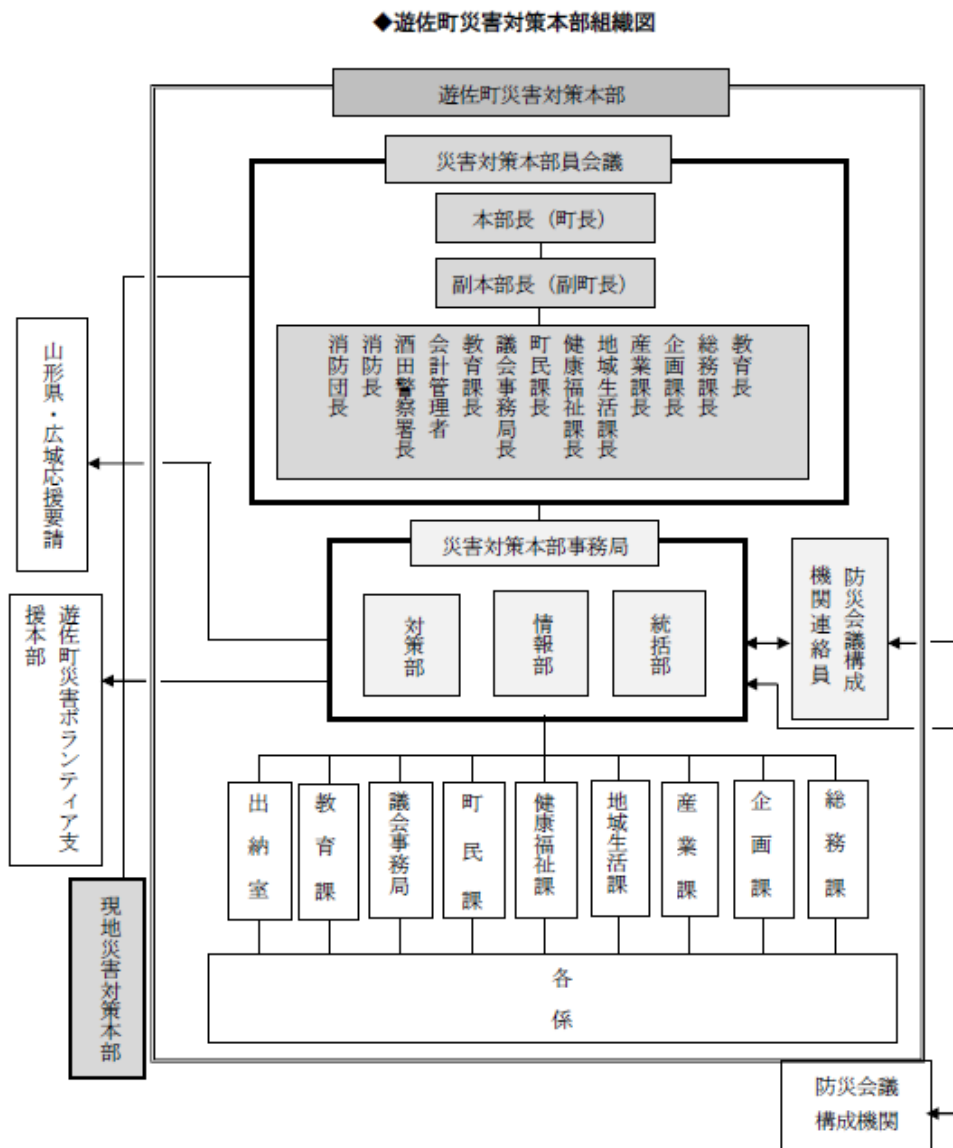 ◆遊佐町災害対策本部組織図
遊佐町災害対策本部
災害対策本部員会議
本部長（町長）
副本部長（副町長）
教育長
総務課長
企画課長
産業課長
地域生活課長
健康福祉課長
町民課長
議会事務局長
教育課長
会計管理者
酒田警察署長
消防長
消防団長
山形県・広域応援要請
災害対策本部事務局
統括部
情報部
対策部
防災会議構成
機関連絡員
遊佐町災害ボランティア支
援本部
総務課
企画課
産業課
地域生活課
健康福祉課
町民課
議会事務局
教育課
出納室
現地災害対策本部
各
係
防災会議
構成機関